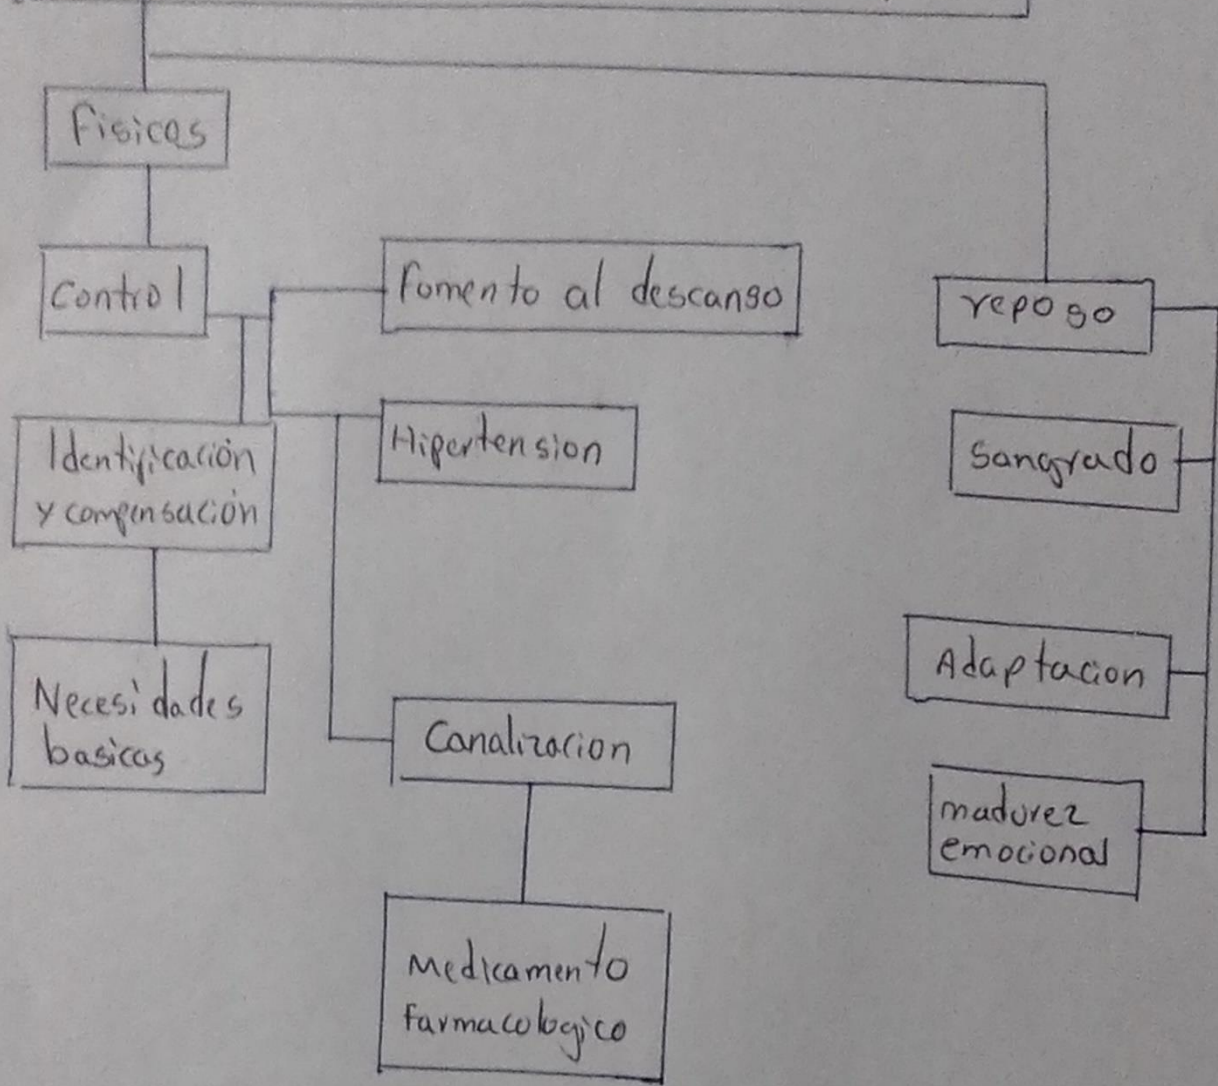 Fisicas
Control
Fomento al descanso
reposo
Hipertension
Identificación
y compensación
Sangrado
Necesidades
basicas
Adaptacion
Canalizacion
madurez
emocional
Medicamento
farmacologico